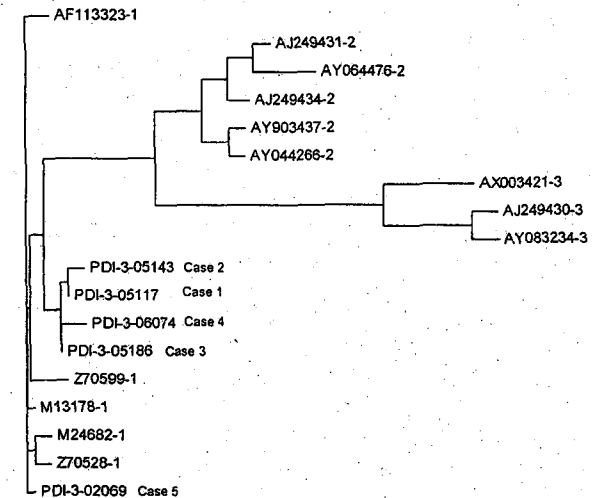 AF113323-1
AJ249431-2
AY064476-2
AJ249434-2
AY903437-2
AY044266-2
AX003421-3
AJ249430-3
AY083234-3
PDI-3-05143 Case 2
PDI-3-05117 Case 1
PDI-3-06074 Case 4
PDI-3-05186 Case 3
Z70599-1
M13178-1
M24682-1
Z70528-1
PDI-3-02069 Case 5